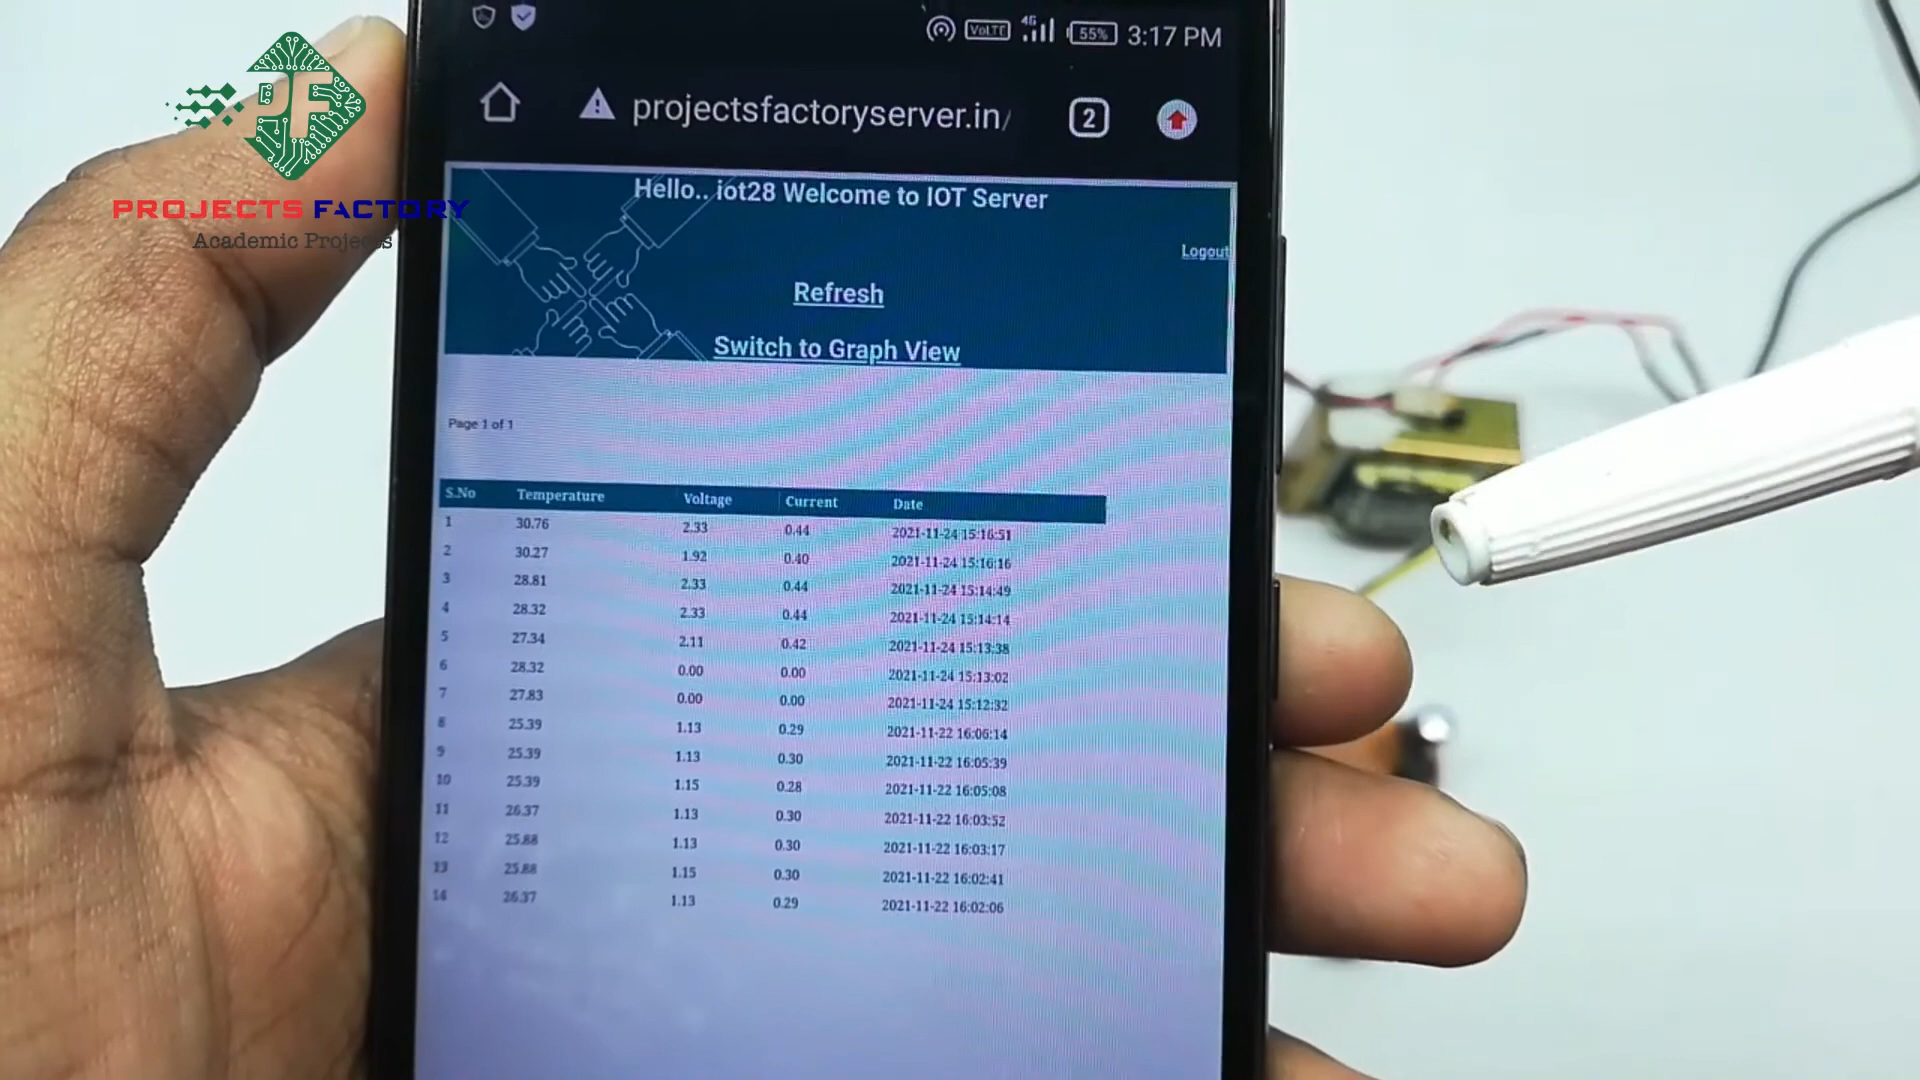 VoLTE 4G 55% 3:17 PM
projectsfactoryserver.in/
2
PF
PROJECTS FACTORY
Academic Projects
Hello.. iot28 Welcome to IOT Server
Logout
Refresh
Switch to Graph View
Page 1 of 1
S.No Temperature Voltage Current Date
1 30.76 2.33 0.44 2021-11-24 15:16:51
2 30.27 1.92 0.40 2021-11-24 15:16:16
3 28.81 2.33 0.44 2021-11-24 15:14:49
4 28.32 2.33 0.44 2021-11-24 15:14:14
5 27.34 2.11 0.42 2021-11-24 15:13:38
6 28.32 0.00 0.00 2021-11-24 15:13:02
7 27.83 0.00 0.00 2021-11-24 15:12:32
8 25.39 1.13 0.29 2021-11-22 16:06:14
9 25.39 1.13 0.30 2021-11-22 16:05:39
10 25.39 1.15 0.28 2021-11-22 16:05:08
11 26.37 1.13 0.30 2021-11-22 16:03:52
12 25.88 1.13 0.30 2021-11-22 16:03:17
13 25.88 1.15 0.30 2021-11-22 16:02:41
14 26.37 1.13 0.29 2021-11-22 16:02:06